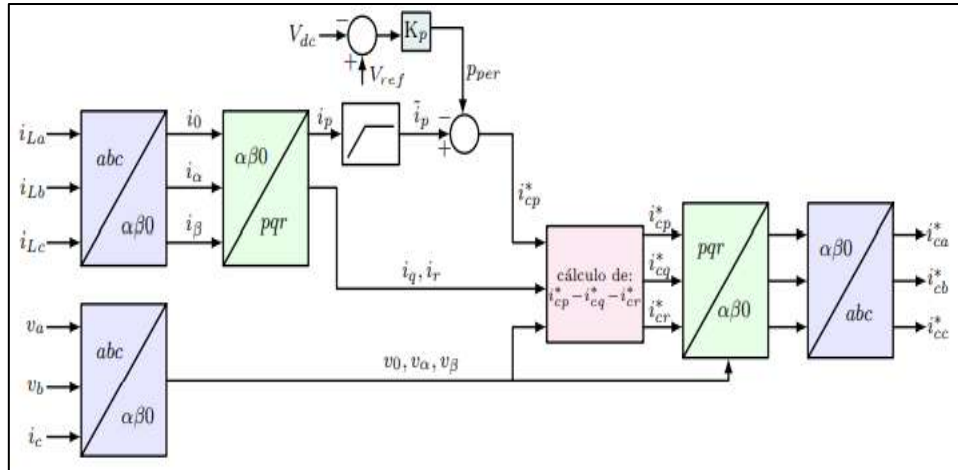 V_dc
−
+
V_ref
K_p
p_per
i_La
i_Lb
i_Lc
abc
αβ0
i_0
i_α
i_β
αβ0
pqr
i_p
ĩ_p
−
+
i*_cp
i_q, i_r
cálculo de:
i*_cp−i*_cq−i*_cr
i*_cp
i*_cq
i*_cr
pqr
αβ0
αβ0
abc
i*_ca
i*_cb
i*_cc
v_a
v_b
i_c
abc
αβ0
v_0, v_α, v_β